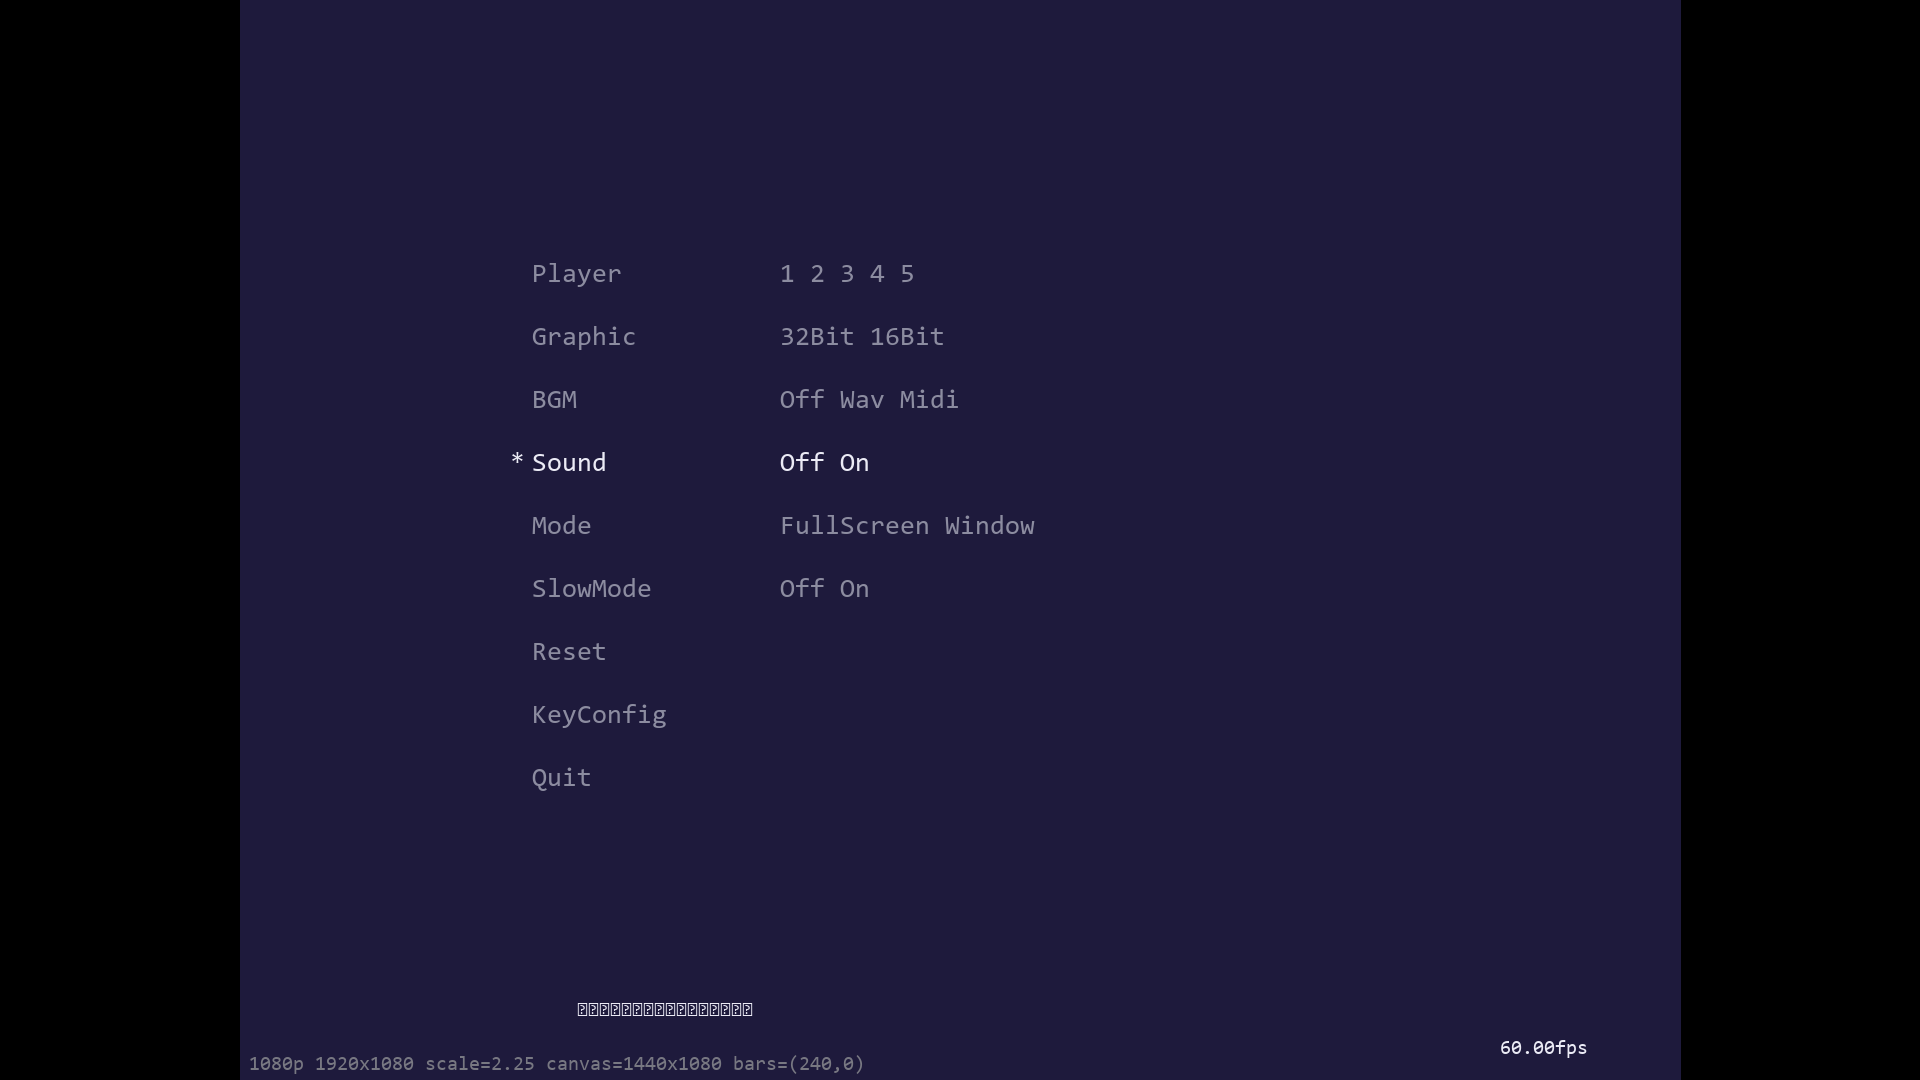 Player 1 2 3 4 5
Graphic 32Bit 16Bit
BGM Off Wav Midi
* Sound Off On
Mode FullScreen Window
SlowMode Off On
Reset
KeyConfig
Quit
60.00fps
1080p 1920x1080 scale=2.25 canvas=1440x1080 bars=(240,0)